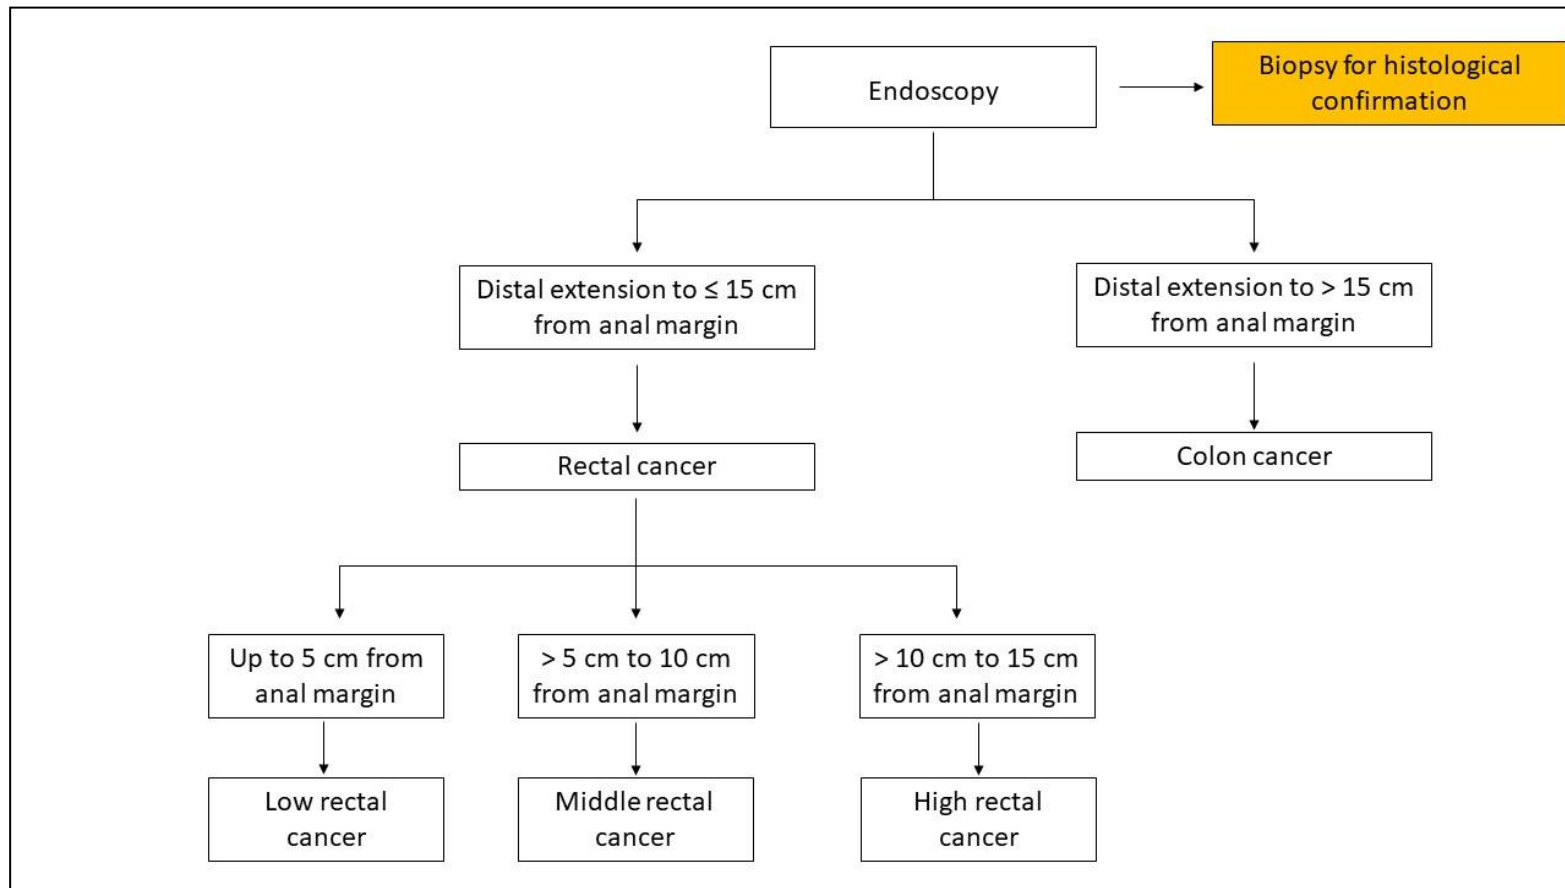 Endoscopy
Biopsy for histological
confirmation
Distal extension to ≤ 15 cm
from anal margin
Distal extension to > 15 cm
from anal margin
Rectal cancer
Colon cancer
Up to 5 cm from
anal margin
> 5 cm to 10 cm
from anal margin
> 10 cm to 15 cm
from anal margin
Low rectal
cancer
Middle rectal
cancer
High rectal
cancer